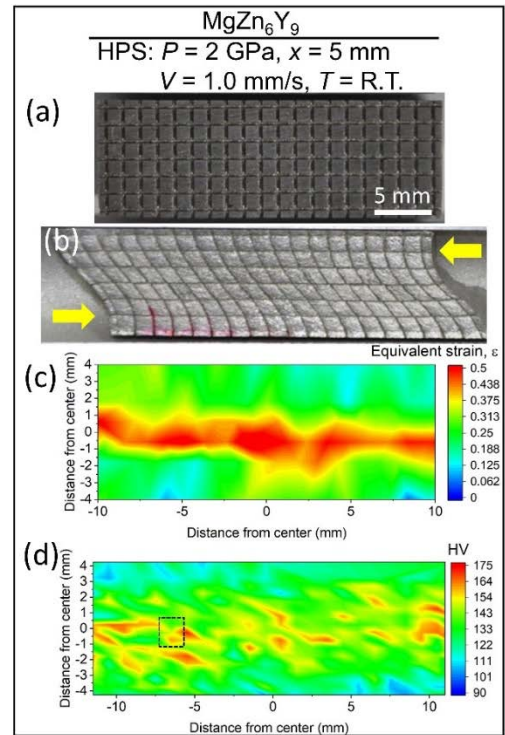 MgZn₆Y₉
HPS: P = 2 GPa, x = 5 mm
V = 1.0 mm/s, T = R.T.
(a)
5 mm
(b)
Equivalent strain, ε
(c)
Distance from center (mm)
4
3
2
1
0
-1
-2
-3
-4
-10 -5 0 5 10
Distance from center (mm)
0.5
0.438
0.375
0.313
0.25
0.188
0.125
0.062
0
(d)
HV
Distance from center (mm)
4
3
2
1
0
-1
-2
-3
-4
-10 -5 0 5 10
Distance from center (mm)
175
164
154
143
132
122
111
101
90